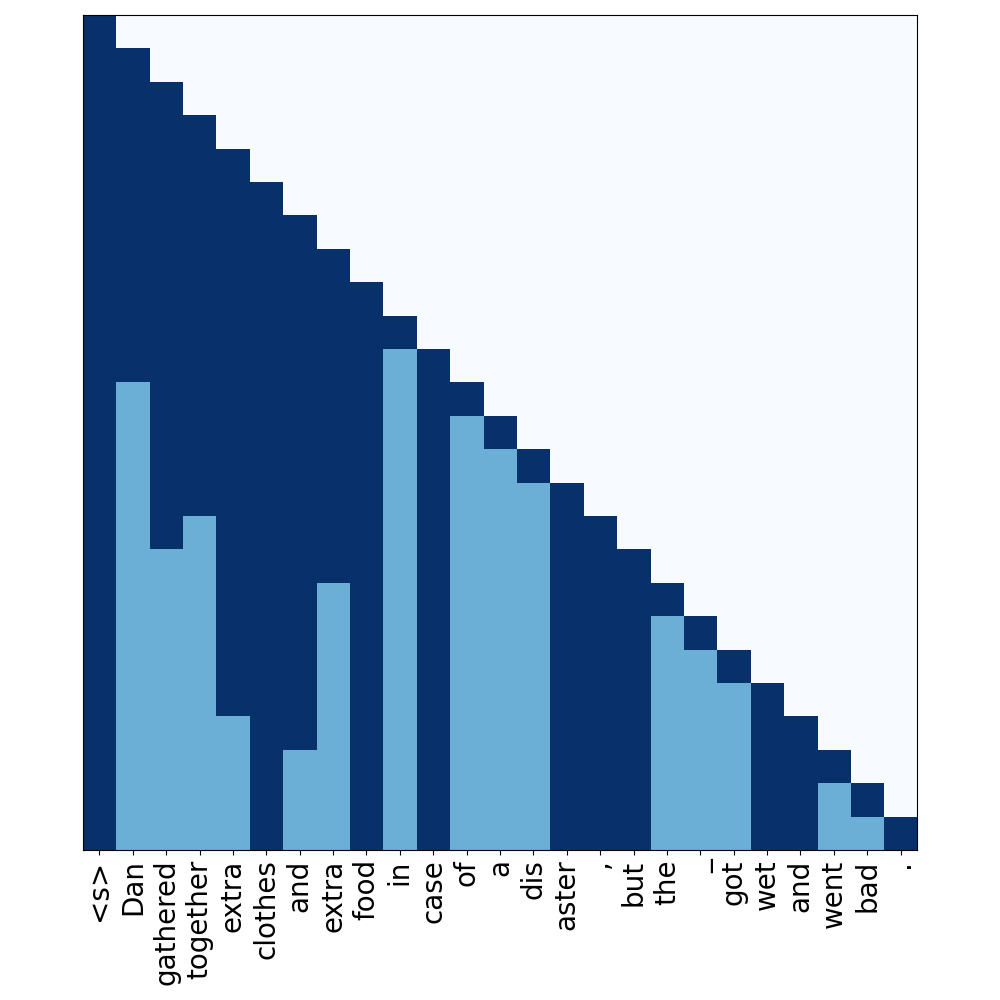 <s> Dan gathered together extra clothes and extra food in case of a dis aster , but the _ got wet and went bad .